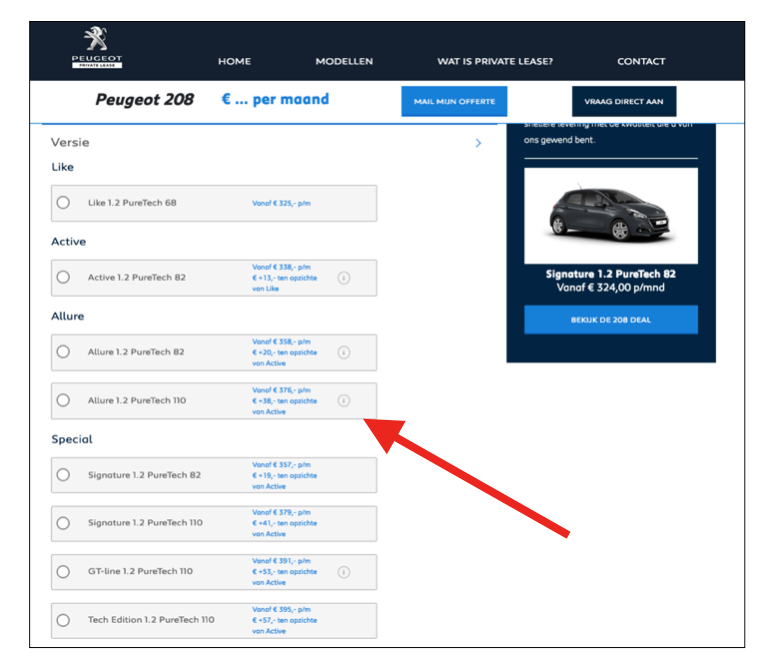 PEUGEOT
PRIVATE LEASE
HOME MODELLEN WAT IS PRIVATE LEASE? CONTACT
Peugeot 208 € ... per maand MAIL MIJN OFFERTE VRAAG DIRECT AAN
snellere levering met de kwaliteit die u van
ons gewend bent.
Versie
Like
Like 1.2 PureTech 68
Vanaf € 325,- p/m
Active
Active 1.2 PureTech 82
Vanaf € 338,- p/m
€ +13,- ten opzichte
van Like
Allure
Allure 1.2 PureTech 82
Vanaf € 358,- p/m
€ +20,- ten opzichte
van Active
Allure 1.2 PureTech 110
Vanaf € 376,- p/m
€ +38,- ten opzichte
van Active
Special
Signature 1.2 PureTech 82
Vanaf € 357,- p/m
€ +19,- ten opzichte
van Active
Signature 1.2 PureTech 110
Vanaf € 379,- p/m
€ +41,- ten opzichte
van Active
GT-line 1.2 PureTech 110
Vanaf € 391,- p/m
€ +53,- ten opzichte
van Active
Tech Edition 1.2 PureTech 110
Vanaf € 395,- p/m
€ +57,- ten opzichte
van Active
Signature 1.2 PureTech 82
Vanaf € 324,00 p/mnd
BEKIJK DE 208 DEAL